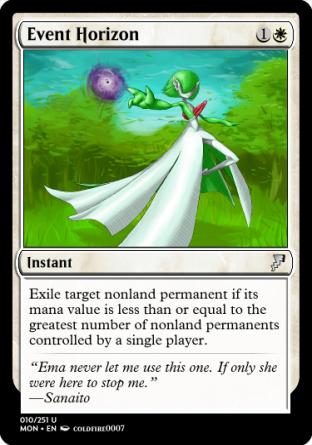 Event Horizon 1
Instant
Exile target nonland permanent if its
mana value is less than or equal to the
greatest number of nonland permanents
controlled by a single player.
“Ema never let me use this one. If only she
were here to stop me.”
—Sanaito
010/251 U
MON • EN COLDFIRE0007